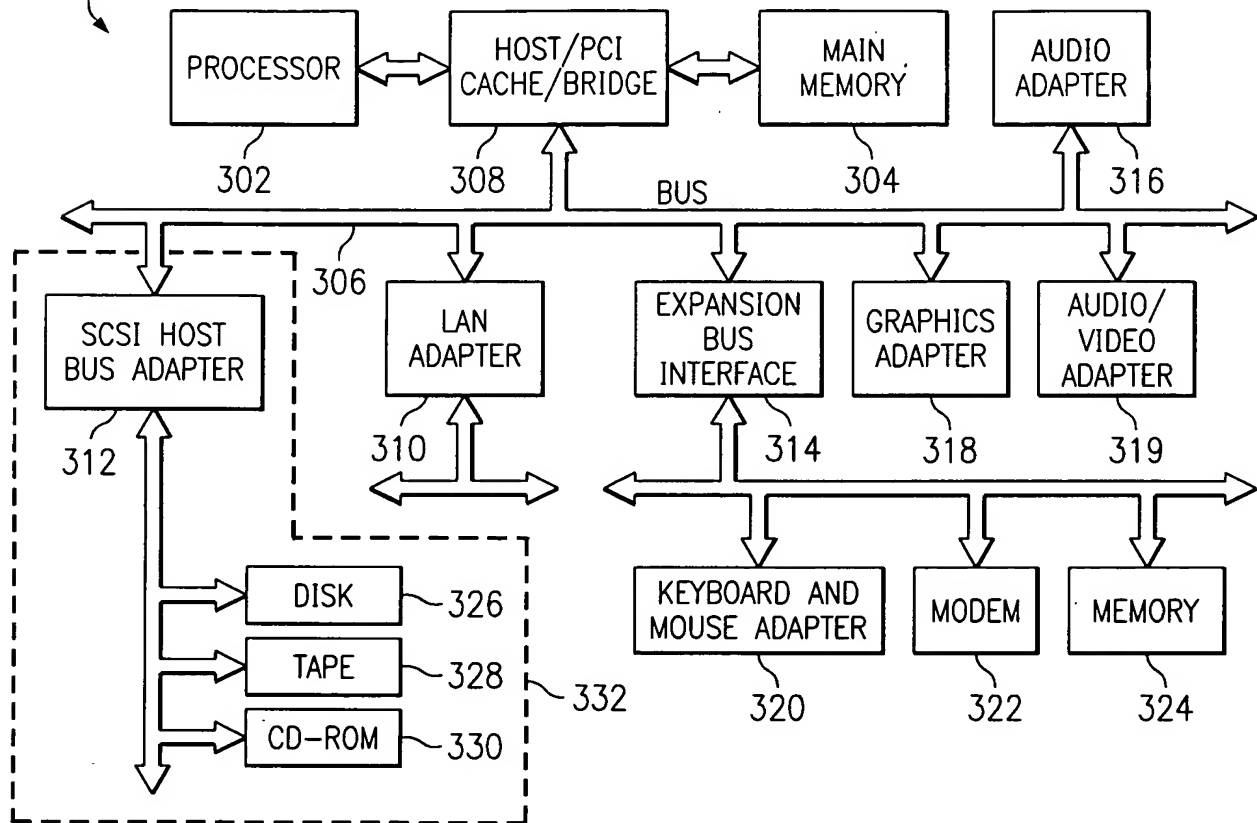 PROCESSOR
HOST/PCI
CACHE/BRIDGE
MAIN
MEMORY
AUDIO
ADAPTER
302
308
304
316
BUS
306
SCSI HOST
BUS ADAPTER
LAN
ADAPTER
EXPANSION
BUS
INTERFACE
GRAPHICS
ADAPTER
AUDIO/
VIDEO
ADAPTER
312
310
314
318
319
DISK
326
TAPE
328
CD-ROM
330
332
KEYBOARD AND
MOUSE ADAPTER
MODEM
MEMORY
320
322
324